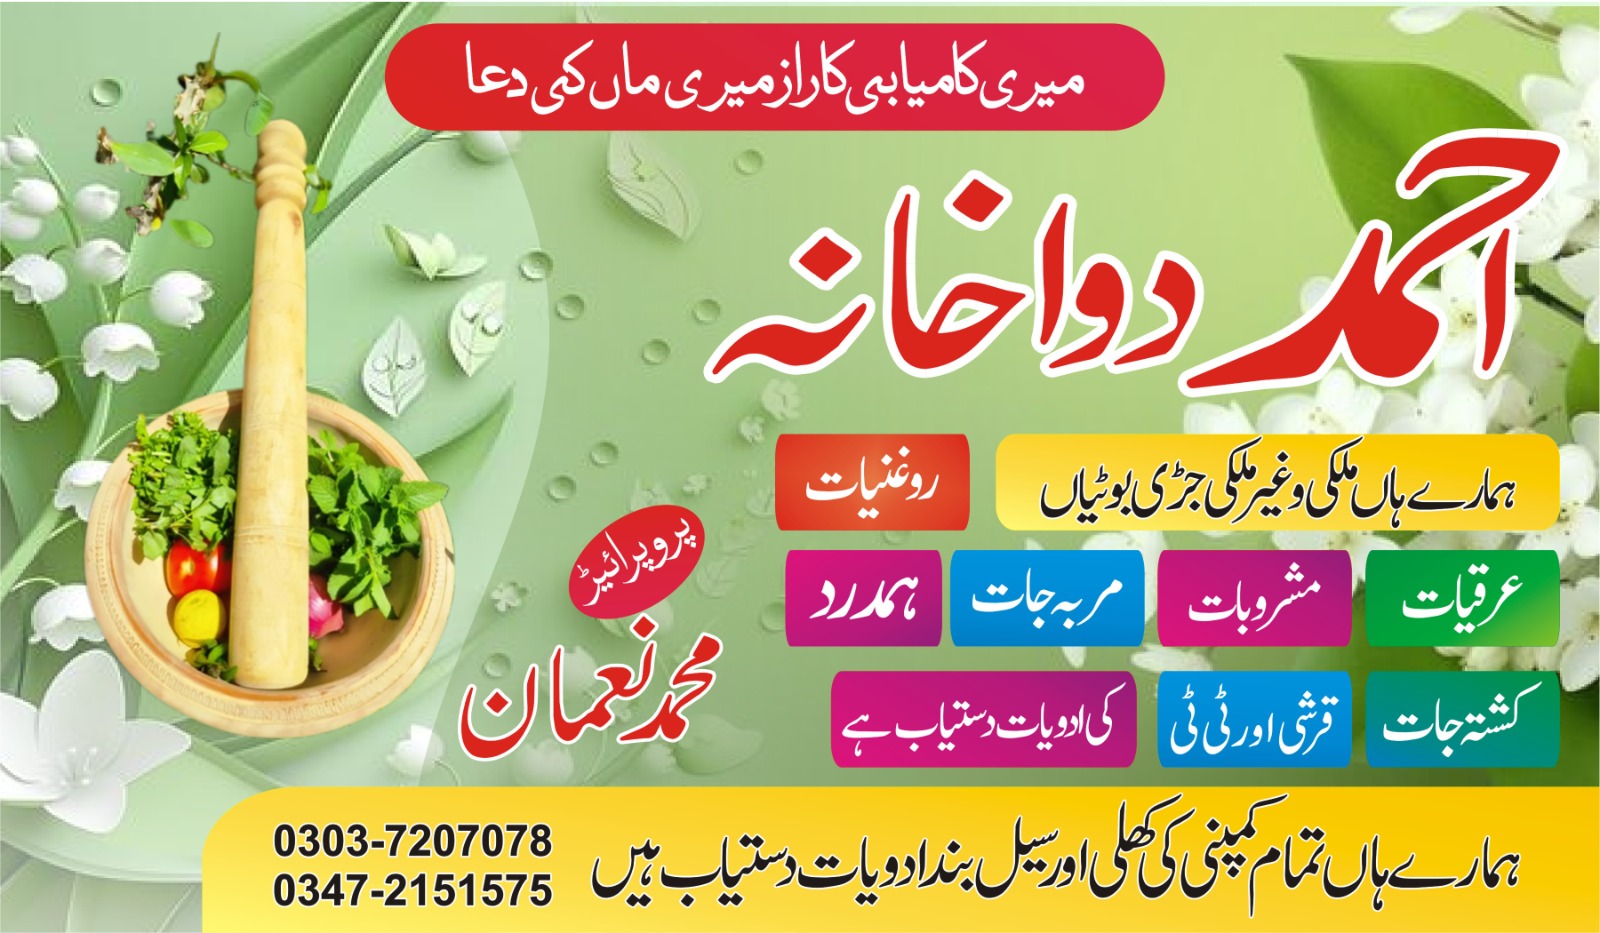 میری کامیابی کا راز میری ماں کی دعا
احمد دواخانہ
ہمارے ہاں ملکی و غیر ملکی جڑی بوٹیاں
روغنیات
عرقیات
مشروبات
مربہ جات
ہمدرد
کشتہ جات
قرشی اور ٹی ٹی
کی ادویات دستیاب ہے
پروپرائیٹر
محمد نعمان
ہمارے ہاں تمام کمپنی کی کھلی اور سیل بند ادویات دستیاب ہیں
0303-7207078
0347-2151575